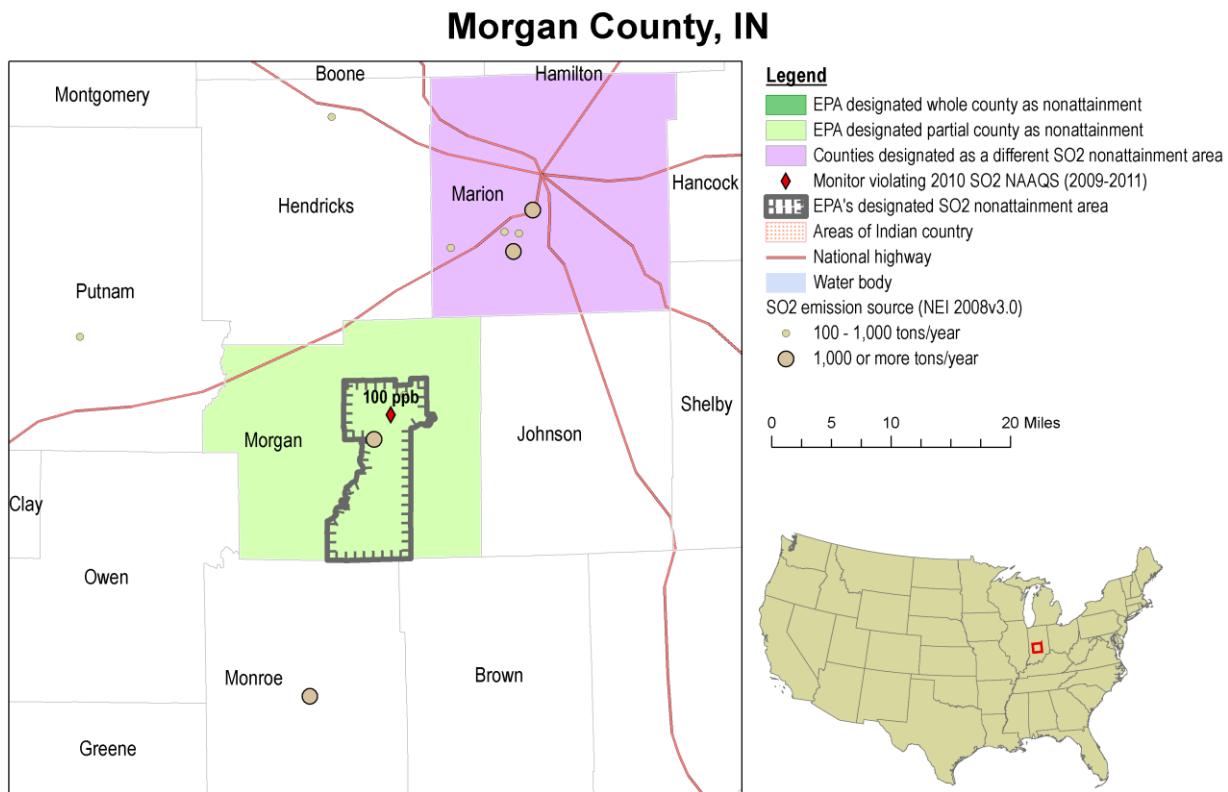 Morgan County, IN
Boone
Hamilton
Montgomery
Hendricks
Marion
Hancock
Putnam
100 ppb
Morgan
Johnson
Shelby
Clay
Owen
Monroe
Brown
Greene
Legend
EPA designated whole county as nonattainment
EPA designated partial county as nonattainment
Counties designated as a different SO2 nonattainment area
Monitor violating 2010 SO2 NAAQS (2009-2011)
EPA's designated SO2 nonattainment area
Areas of Indian country
National highway
Water body
SO2 emission source (NEI 2008v3.0)
100 - 1,000 tons/year
1,000 or more tons/year
0 5 10 20 Miles